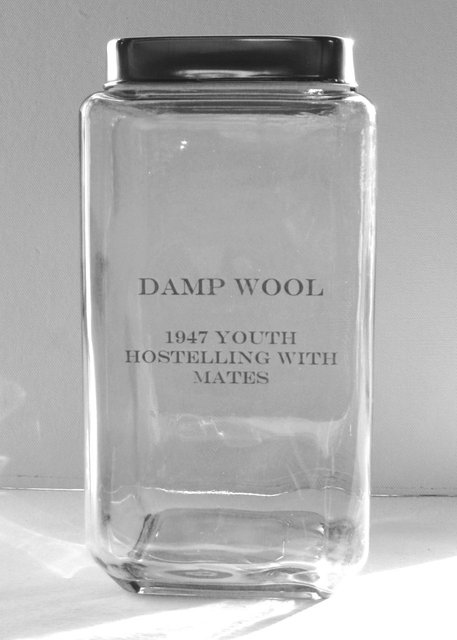 DAMP WOOL
1947 YOUTH
HOSTELLING WITH
MATES